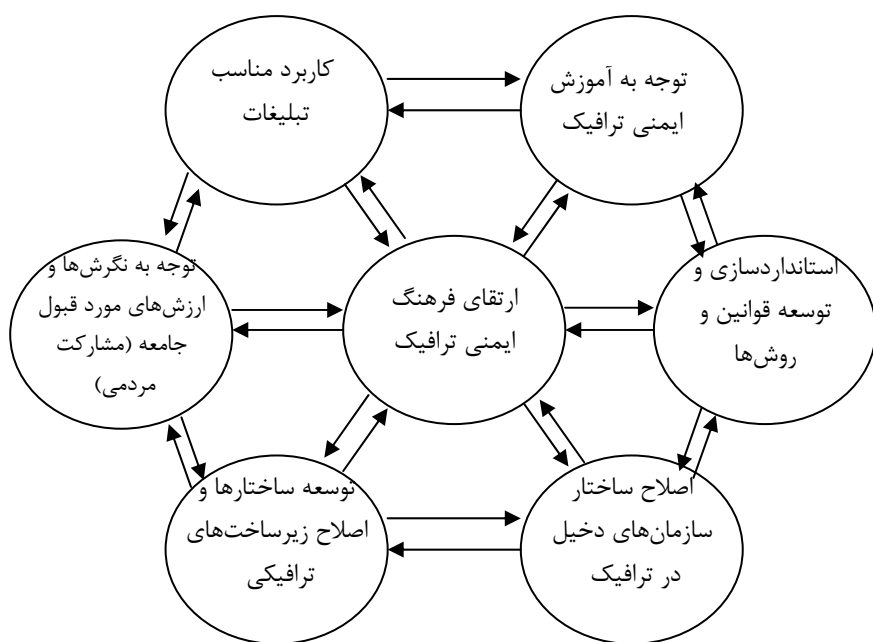 توجه به آموزش
ایمنی ترافیک
کاربرد مناسب
تبلیغات
استانداردسازی و
توسعه قوانین و
روش‌ها
ارتقای فرهنگ
ایمنی ترافیک
توجه به نگرش‌ها و
ارزش‌های مورد قبول
جامعه (مشارکت
مردمی)
اصلاح ساختار
سازمان‌های دخیل
در ترافیک
توسعه ساختارها و
اصلاح زیرساخت‌های
ترافیکی